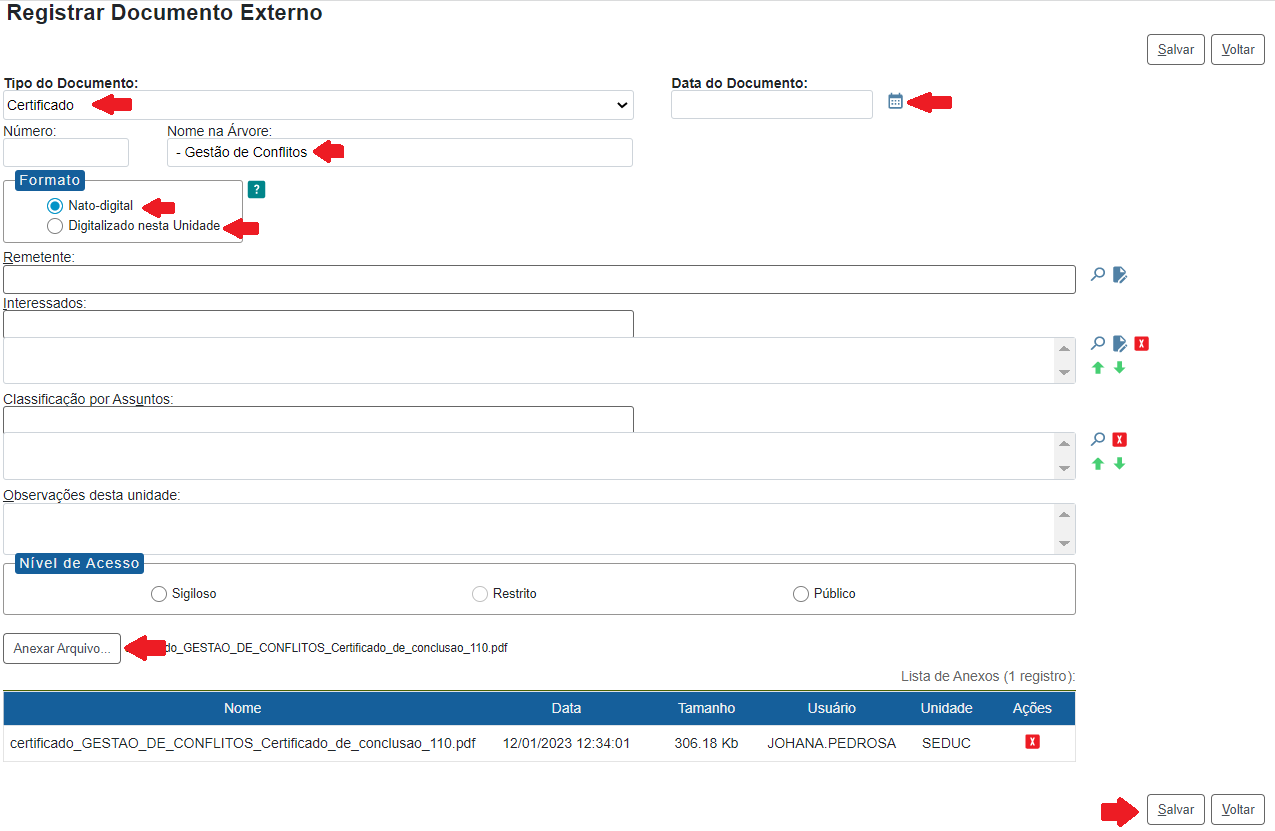 Registrar Documento Externo
Salvar Voltar
Tipo do Documento: Data do Documento:
Certificado
Número: Nome na Árvore:
- Gestão de Conflitos
Formato
?
Nato-digital
Digitalizado nesta Unidade
Remetente:
Interessados:
X
Classificação por Assuntos:
X
Observações desta unidade:
Nível de Acesso
Sigiloso Restrito Público
Anexar Arquivo... do_GESTAO_DE_CONFLITOS_Certificado_de_conclusao_110.pdf
Lista de Anexos (1 registro):
Nome Data Tamanho Usuário Unidade Ações
certificado_GESTAO_DE_CONFLITOS_Certificado_de_conclusao_110.pdf 12/01/2023 12:34:01 306.18 Kb JOHANA.PEDROSA SEDUC X
Salvar Voltar